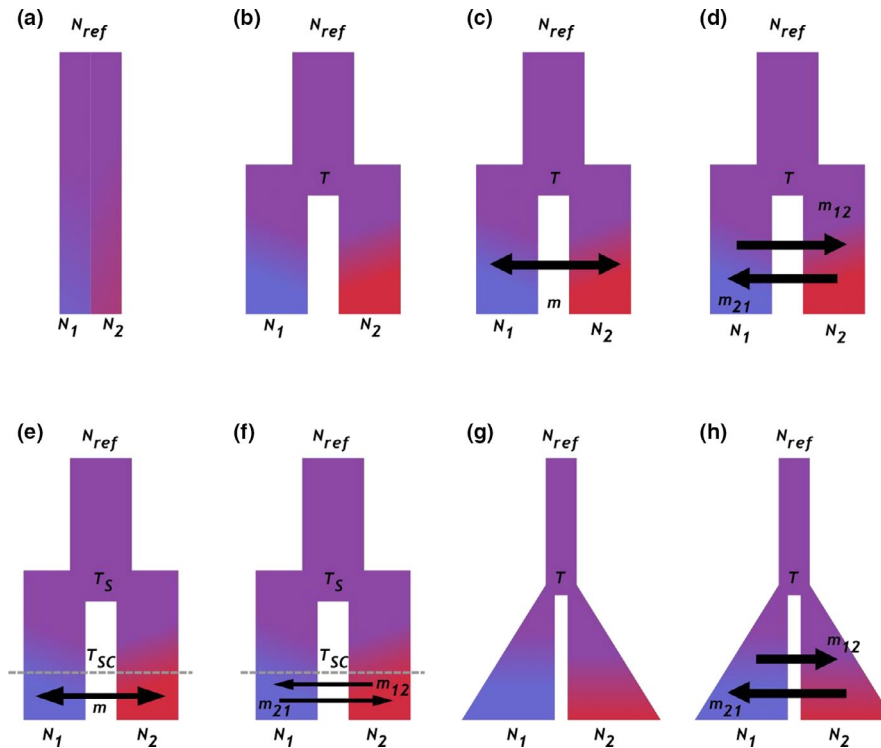 (a)
N_ref
N_1 N_2
(b)
N_ref
T
N_1 N_2
(c)
N_ref
T
m
N_1 N_2
(d)
N_ref
T
m_12
m_21
N_1 N_2
(e)
N_ref
T_S
T_SC
m
N_1 N_2
(f)
N_ref
T_S
T_SC
m_12
m_21
N_1 N_2
(g)
N_ref
T
N_1 N_2
(h)
N_ref
T
m_12
m_21
N_1 N_2